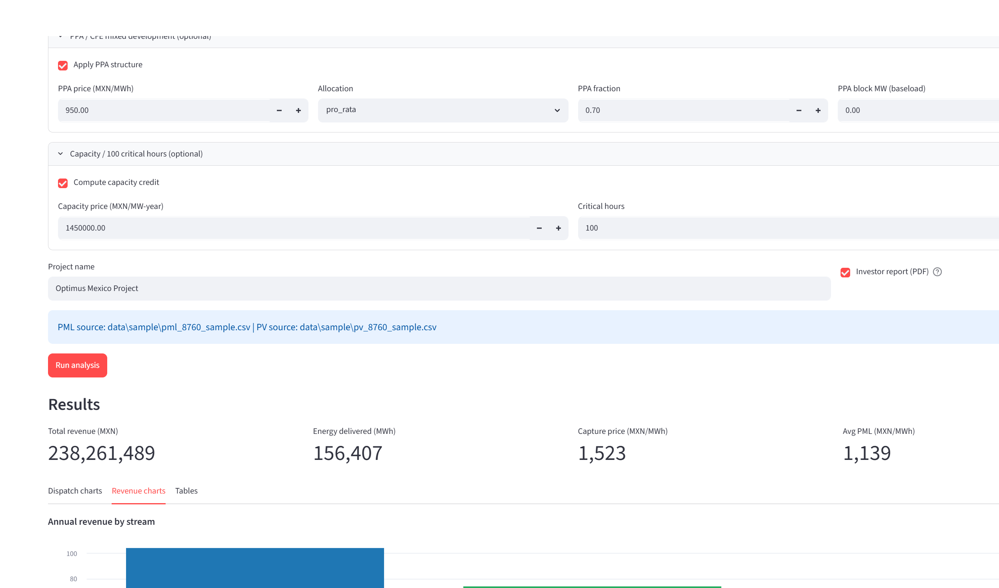 PPA / CFE mixed development (optional)
Apply PPA structure
PPA price (MXN/MWh)
Allocation
PPA fraction
PPA block MW (baseload)
950.00
pro_rata
0.70
0.00
Capacity / 100 critical hours (optional)
Compute capacity credit
Capacity price (MXN/MW-year)
Critical hours
1450000.00
100
Project name
Investor report (PDF)
Optimus Mexico Project
PML source: data\sample\pml_8760_sample.csv | PV source: data\sample\pv_8760_sample.csv
Run analysis
Results
Total revenue (MXN)
Energy delivered (MWh)
Capture price (MXN/MWh)
Avg PML (MXN/MWh)
238,261,489
156,407
1,523
1,139
Dispatch charts
Revenue charts
Tables
Annual revenue by stream
100
80